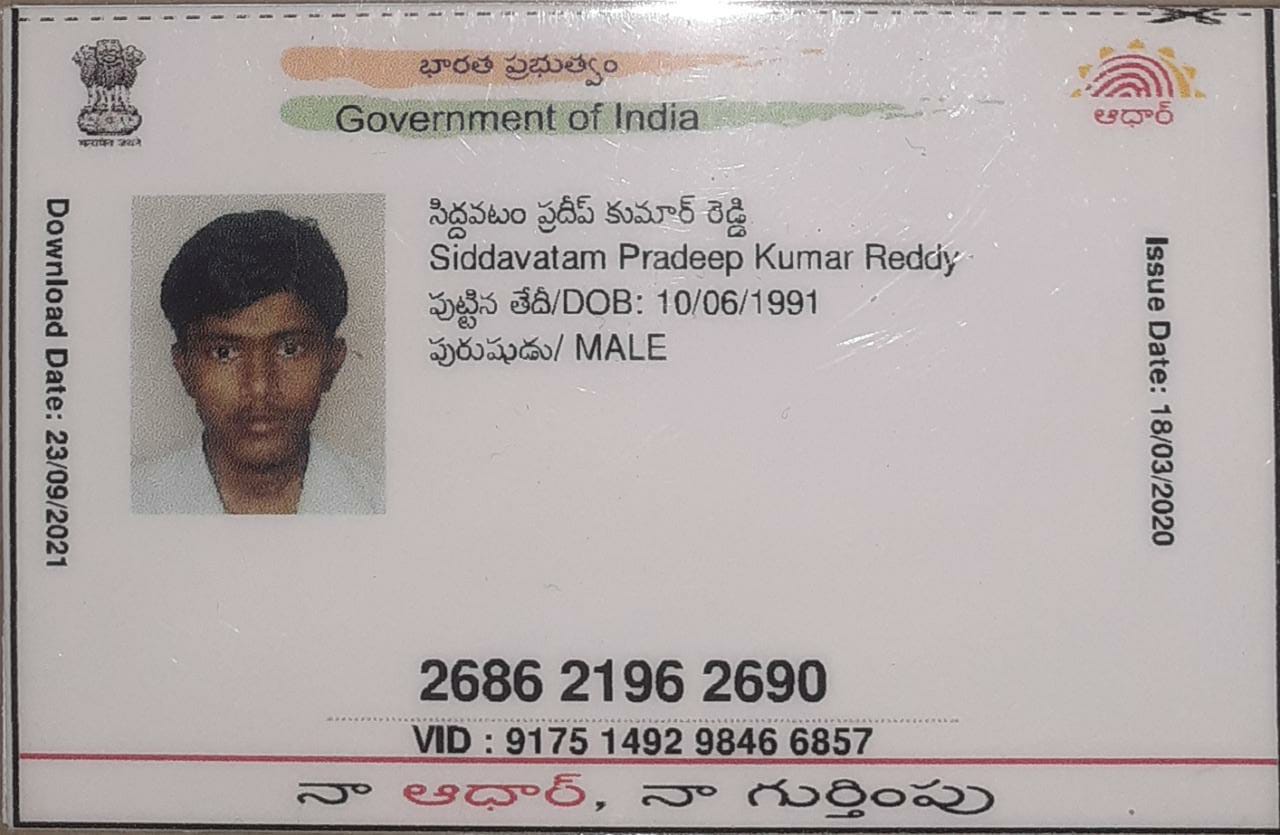 భారత ప్రభుత్వం
Government of India
ఆధార్
सत्यमेव जयते
Download Date: 23/09/2021
సిద్దవటం ప్రదీప్ కుమార్ రెడ్డి
Siddavatam Pradeep Kumar Reddy
పుట్టిన తేదీ/DOB: 10/06/1991
పురుషుడు/ MALE
Issue Date: 18/03/2020
2686 2196 2690
VID : 9175 1492 9846 6857
నా ఆధార్, నా గుర్తింపు